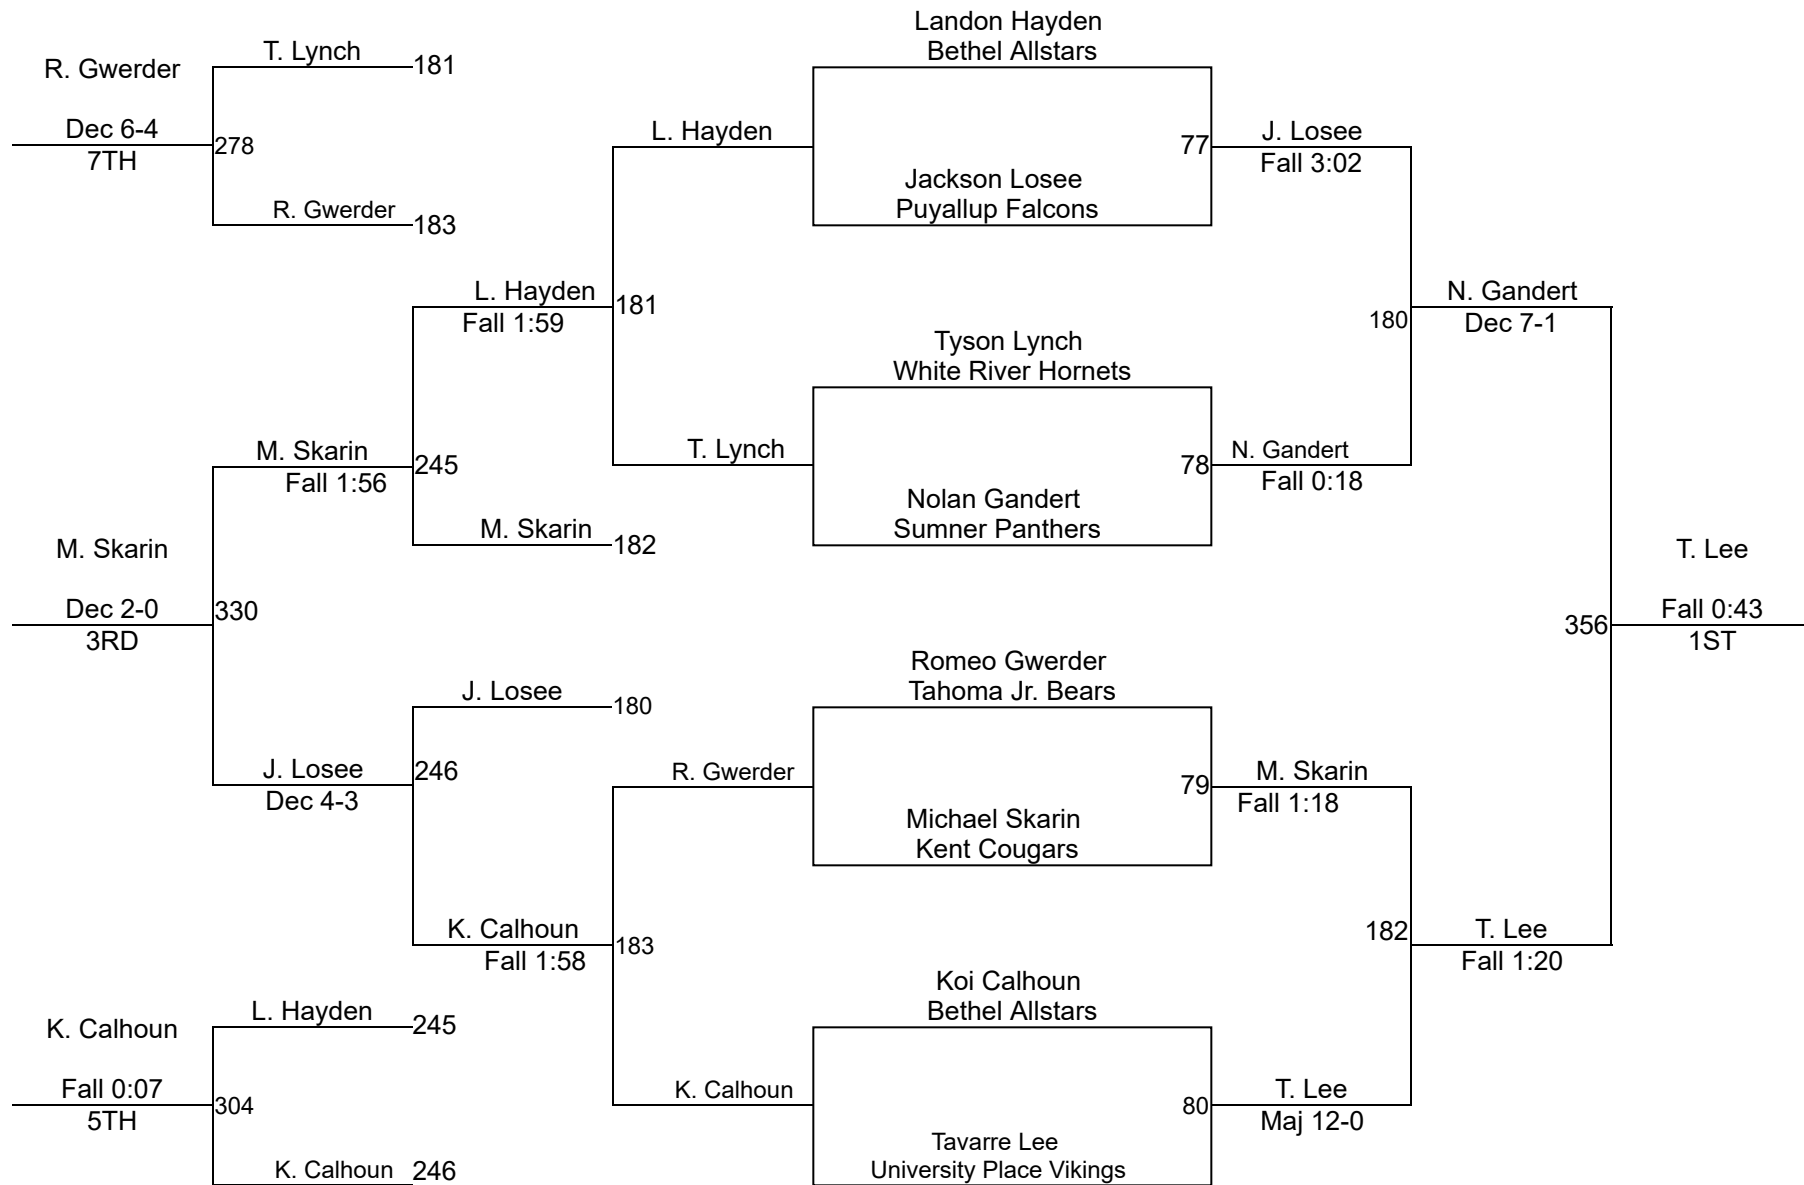 Landon Hayden
Bethel Allstars
T. Lynch
181
R. Gwerder
Dec 6-4
7TH
278
L. Hayden
77
J. Losee
Fall 3:02
Jackson Losee
Puyallup Falcons
R. Gwerder
183
L. Hayden
Fall 1:59
181
N. Gandert
Dec 7-1
180
Tyson Lynch
White River Hornets
M. Skarin
Fall 1:56
245
T. Lynch
78
N. Gandert
Fall 0:18
Nolan Gandert
Sumner Panthers
M. Skarin
182
M. Skarin
Dec 2-0
3RD
330
T. Lee
Fall 0:43
1ST
356
Romeo Gwerder
Tahoma Jr. Bears
J. Losee
180
J. Losee
Dec 4-3
246
R. Gwerder
79
M. Skarin
Fall 1:18
Michael Skarin
Kent Cougars
K. Calhoun
Fall 1:58
183
182
T. Lee
Fall 1:20
Koi Calhoun
Bethel Allstars
L. Hayden
245
K. Calhoun
Fall 0:07
5TH
304
K. Calhoun
80
T. Lee
Maj 12-0
Tavarre Lee
University Place Vikings
K. Calhoun
246